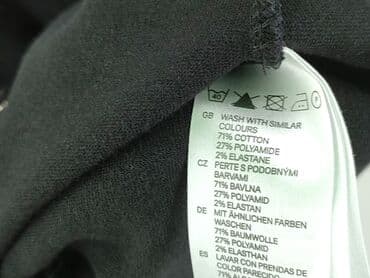 40
GB WASH WITH SIMILAR
COLOURS
71% COTTON
27% POLYAMIDE
2% ELASTANE
CZ PERTE S PODOBNÝMI
BARVAMI
71% BAVLNA
27% POLYAMID
2% ELASTAN
DE MIT ÄHNLICHEN FARBEN
WASCHEN
71% BAUMWOLLE
27% POLYAMID
2% ELASTHAN
ES LAVAR CON PRENDAS DE
COLOR PARECIDO